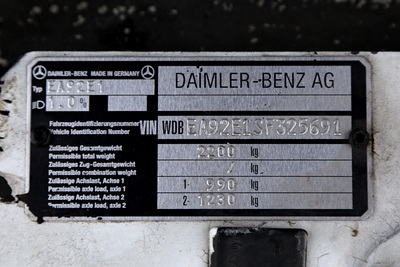 DAIMLER-BENZ MADE IN GERMANY
DAIMLER-BENZ AG
Typ EA92E1
1.0%
Fahrzeugidentifizierungsnummer
Vehicle Identification Number VIN WDB EA92E1SF325691
Zulässiges Gesamtgewicht
Permissible total weight 2200 kg
Zulässiges Zug-Gesamtgewicht
Permissible combination weight / kg
Zulässige Achslast, Achse 1
Permissible axle load, axle 1 1- 990 kg
Zulässige Achslast, Achse 2
Permissible axle load, axle 2 2- 1230 kg